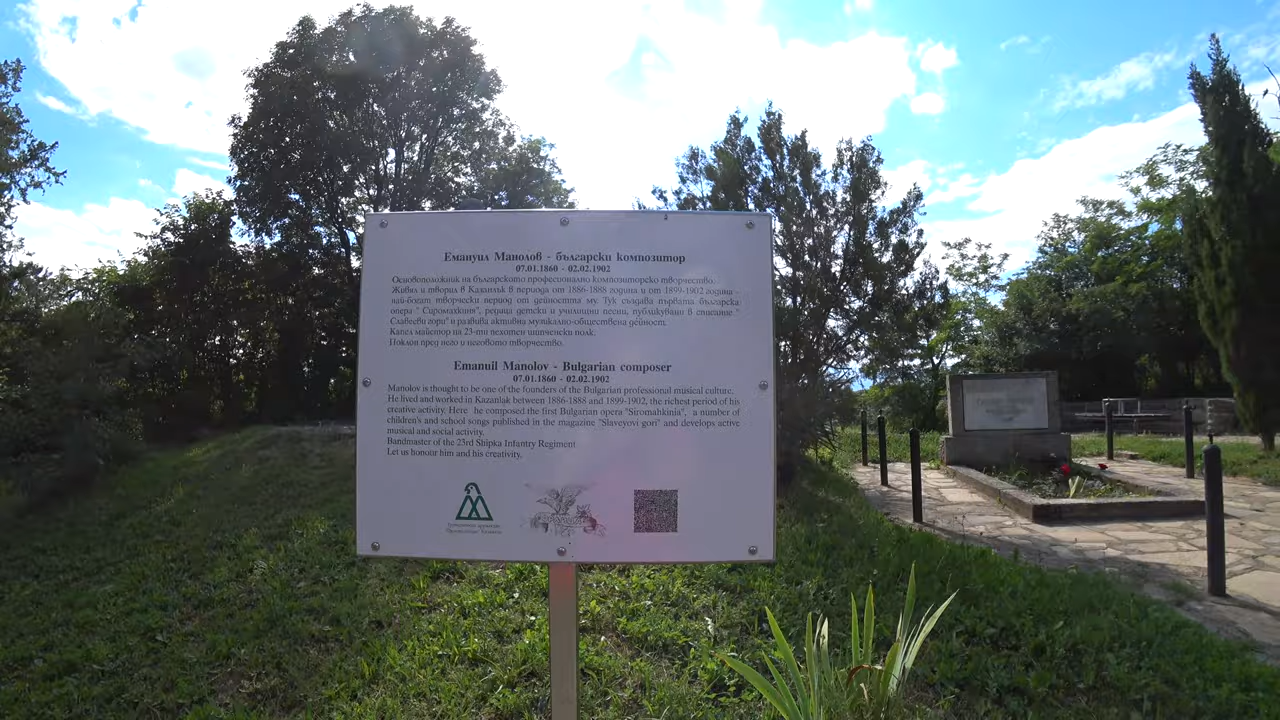 Емануил Манолов - български композитор
07.01.1860 - 02.02.1902
Основоположник на българското професионално композиторско творчество.
Живял и творил в Казанлък в периода от 1886-1888 година и от 1899-1902 година -
най-богат творчески период от дейността му. Тук създава първата българска
опера " Сиромахкиня", редица детски и училищни песни, публикувани в списание "
Славееви гори" и развива активна музикално-обществена дейност.
Капел майстор на 23-ти пехотен шипченски полк.
Поклон пред него и неговото творчество.
Emanuil Manolov - Bulgarian composer
07.01.1860 - 02.02.1902
Manolov is thought to be one of the founders of the Bulgarian professional musical culture.
He lived and worked in Kazanlak between 1886-1888 and 1899-1902, the richest period of his
creative activity. Here he composed the first Bulgarian opera "Siromahkinia", a number of
children's and school songs published in the magazine "Slaveyovi gori" and develops active
musical and social activity.
Bandmaster of the 23rd Shipka Infantry Regiment
Let us honour him and his creativity.